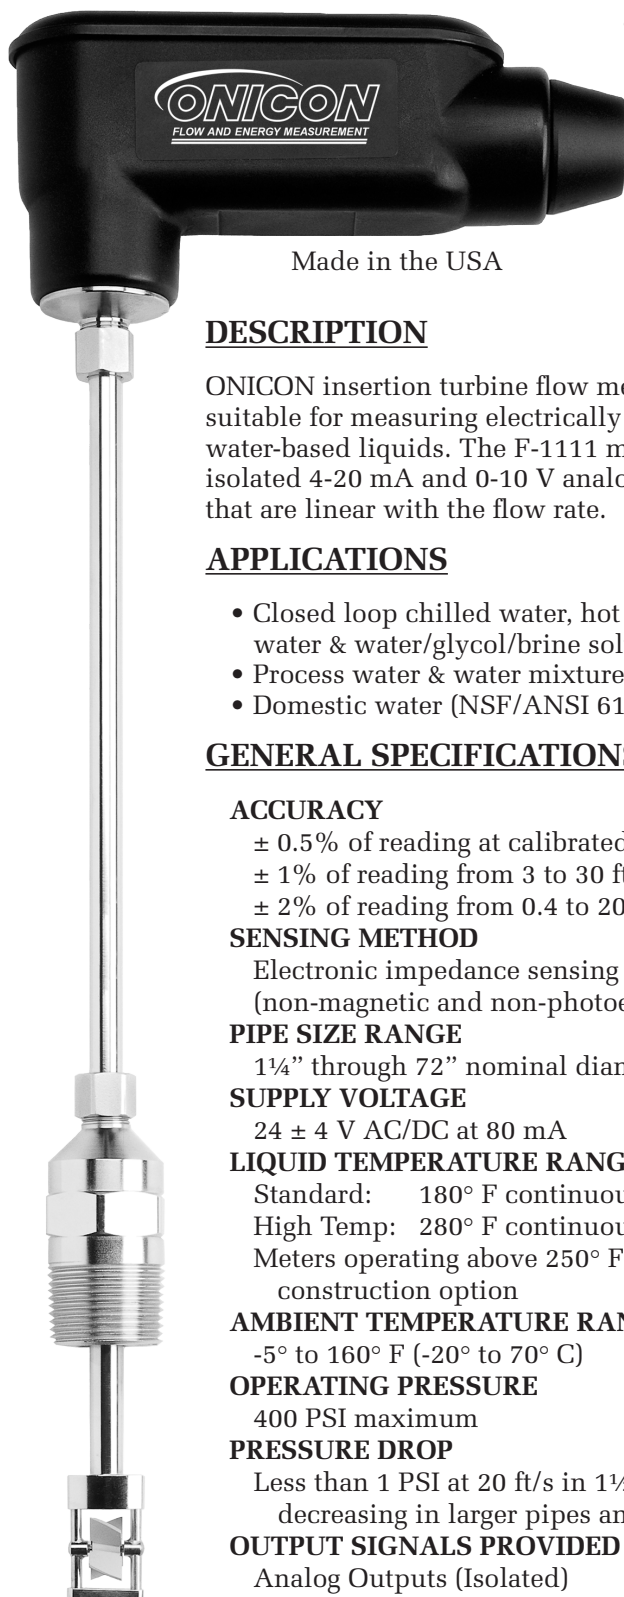 ONICON
FLOW AND ENERGY MEASUREMENT
Made in the USA
DESCRIPTION
ONICON insertion turbine flow me
suitable for measuring electrically
water-based liquids. The F-1111 m
isolated 4-20 mA and 0-10 V analo
that are linear with the flow rate.
APPLICATIONS
• Closed loop chilled water, hot
water & water/glycol/brine sol
• Process water & water mixture
• Domestic water (NSF/ANSI 61
GENERAL SPECIFICATIONS
ACCURACY
± 0.5% of reading at calibrated
± 1% of reading from 3 to 30 ft
± 2% of reading from 0.4 to 20
SENSING METHOD
Electronic impedance sensing
(non-magnetic and non-photoe
PIPE SIZE RANGE
1¼” through 72” nominal diam
SUPPLY VOLTAGE
24 ± 4 V AC/DC at 80 mA
LIQUID TEMPERATURE RANG
Standard: 180° F continuou
High Temp: 280° F continuou
Meters operating above 250° F
construction option
AMBIENT TEMPERATURE RAN
-5° to 160° F (-20° to 70° C)
OPERATING PRESSURE
400 PSI maximum
PRESSURE DROP
Less than 1 PSI at 20 ft/s in 1½
decreasing in larger pipes an
OUTPUT SIGNALS PROVIDED
Analog Outputs (Isolated)